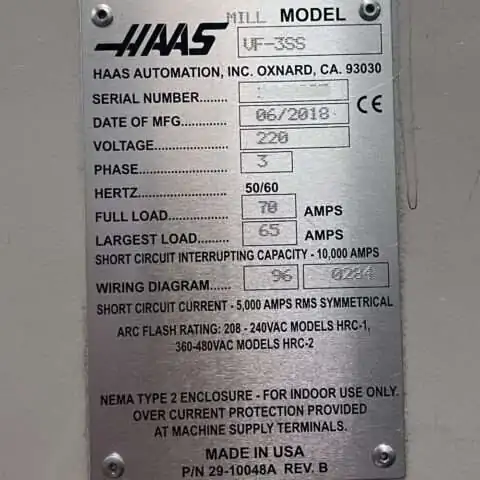 HAAS MILL MODEL VF-3SS
HAAS AUTOMATION, INC. OXNARD, CA. 93030
SERIAL NUMBER........
DATE OF MFG........ 06/2018
VOLTAGE................ 220
PHASE..................... 3
HERTZ...................... 50/60
FULL LOAD............. 70 AMPS
LARGEST LOAD........ 65 AMPS
SHORT CIRCUIT INTERRUPTING CAPACITY - 10,000 AMPS
WIRING DIAGRAM...... 96 0284
SHORT CIRCUIT CURRENT - 5,000 AMPS RMS SYMMETRICAL
ARC FLASH RATING: 208 - 240VAC MODELS HRC-1,
360-480VAC MODELS HRC-2
NEMA TYPE 2 ENCLOSURE - FOR INDOOR USE ONLY.
OVER CURRENT PROTECTION PROVIDED
AT MACHINE SUPPLY TERMINALS.
MADE IN USA
P/N 29-10048A REV. B
CE